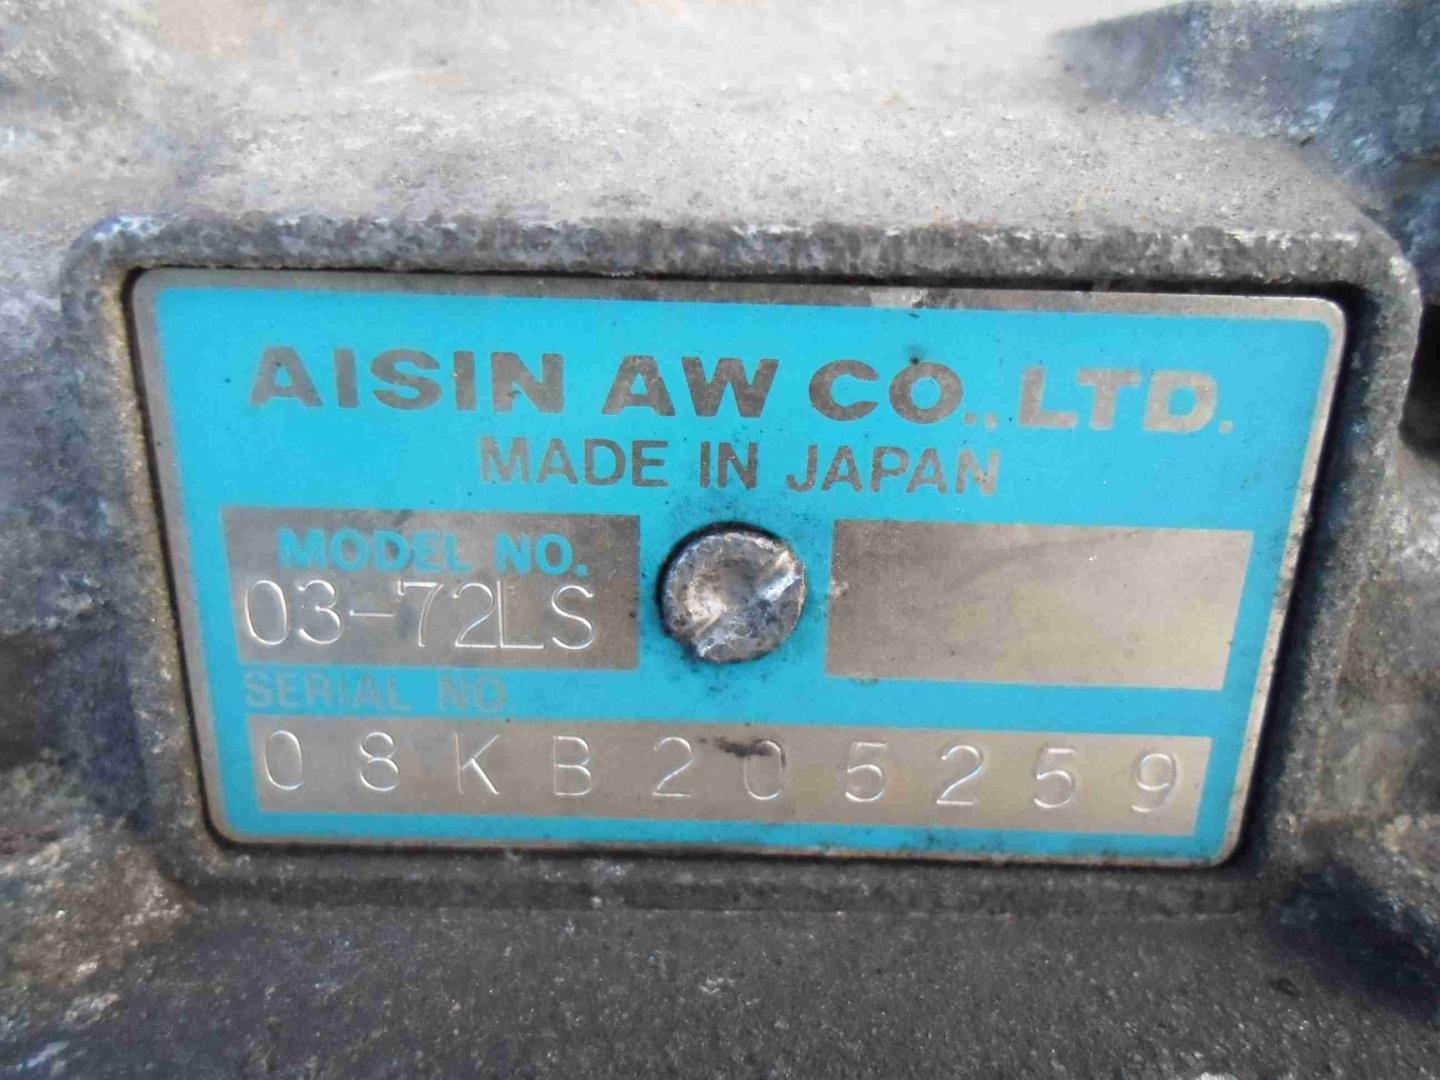 AISIN AW CO., LTD.
MADE IN JAPAN
MODEL NO.
03-72LS
SERIAL NO.
08KB205259